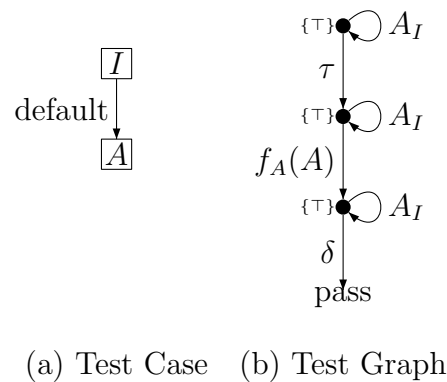 I
default
A
{⊤}
A_I
τ
{⊤}
A_I
f_A(A)
{⊤}
A_I
δ
pass
(a) Test Case
(b) Test Graph